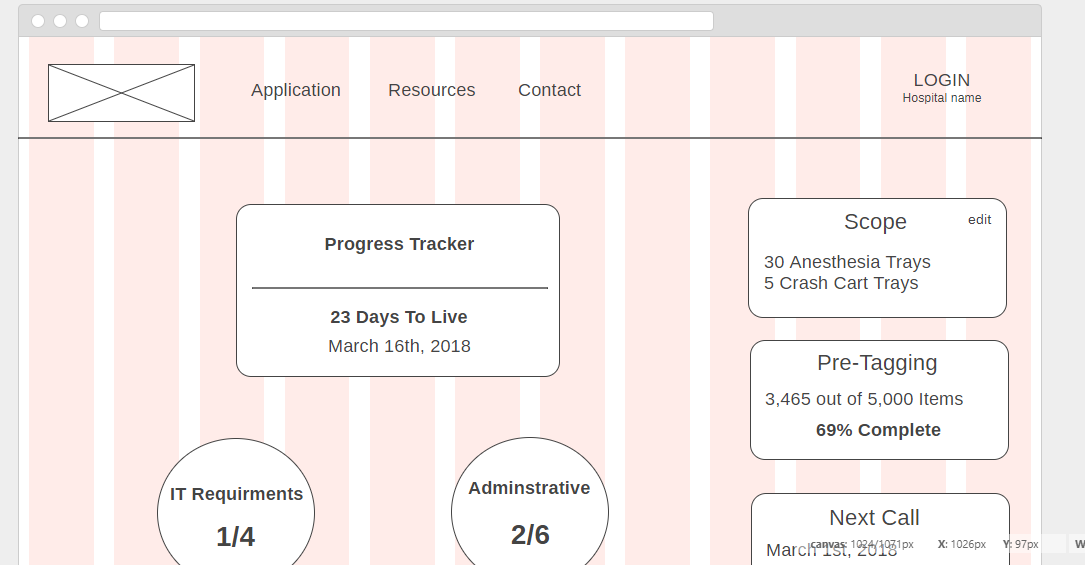 Application
Resources
Contact
LOGIN
Hospital name
Progress Tracker
23 Days To Live
March 16th, 2018
Scope
edit
30 Anesthesia Trays
5 Crash Cart Trays
Pre-Tagging
3,465 out of 5,000 Items
69% Complete
IT Requirments
1/4
Adminstrative
2/6
Next Call
March 1st, 2018
canvas: 1024/1071px X: 1026px Y: 97px W